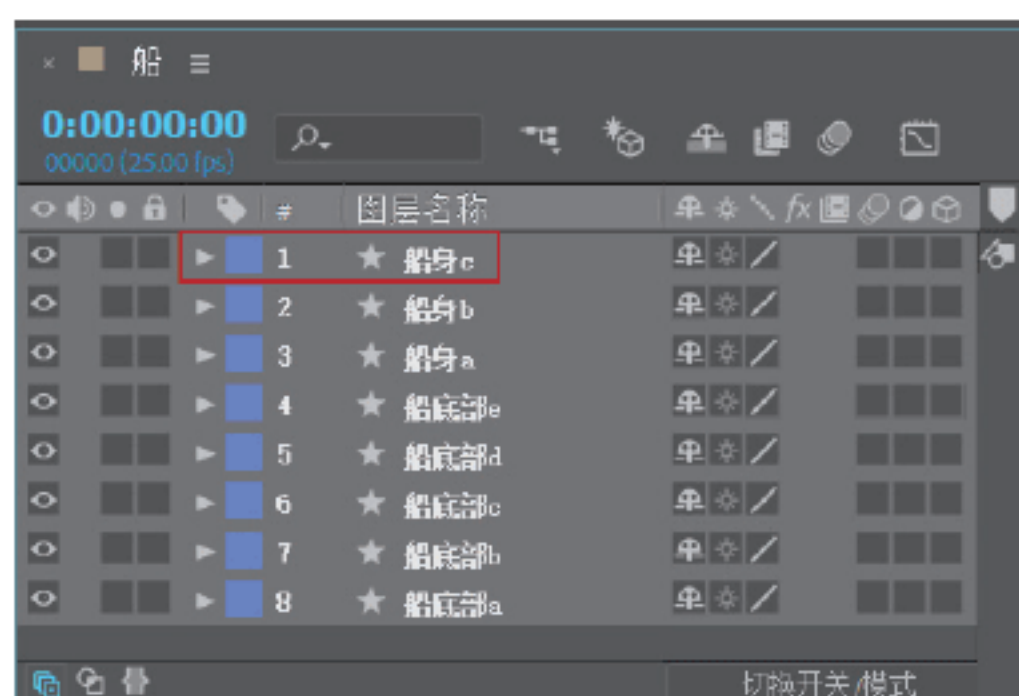 船
0:00:00:00
00000 (25.00 fps)
# 图层名称 fx
1 船身c
2 船身b
3 船身a
4 船底部e
5 船底部d
6 船底部c
7 船底部b
8 船底部a
切换开关/模式